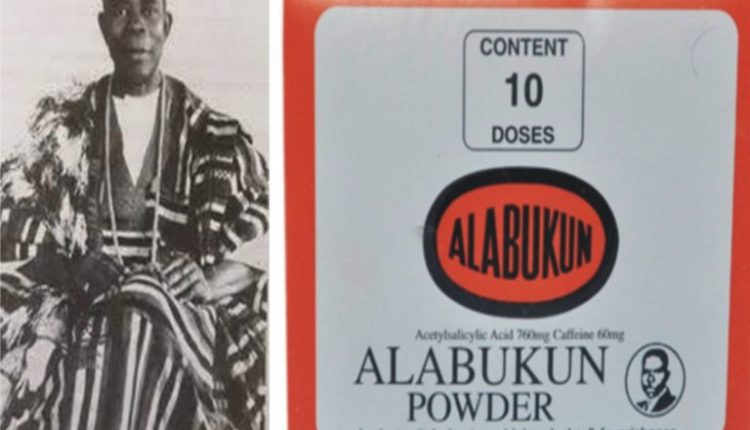 CONTENT
10
DOSES
ALABUKUN
Acetylsalicylic Acid 760mg Caffeine 60mg
ALABUKUN
POWDER